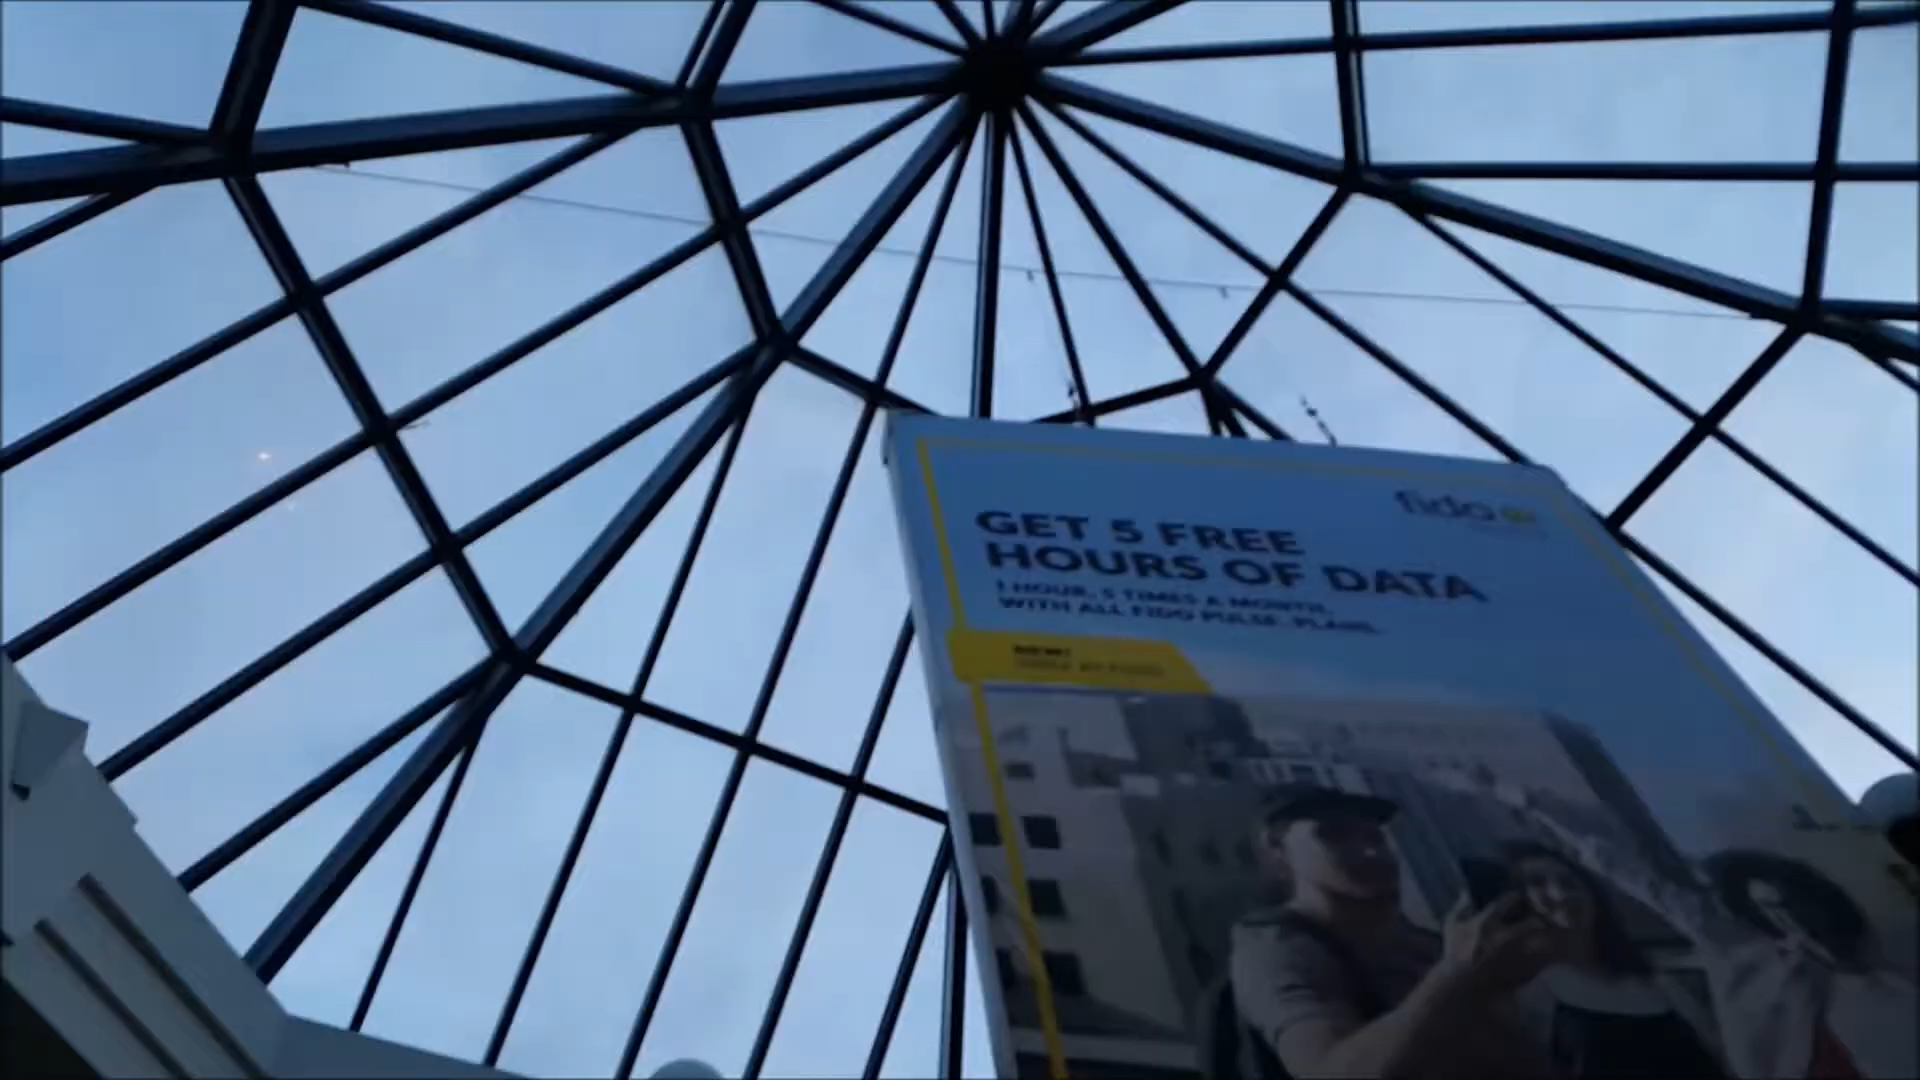 fido
GET 5 FREE
HOURS OF DATA
1 HOUR, 5 TIMES A MONTH,
WITH ALL FIDO PULSE PLANS.